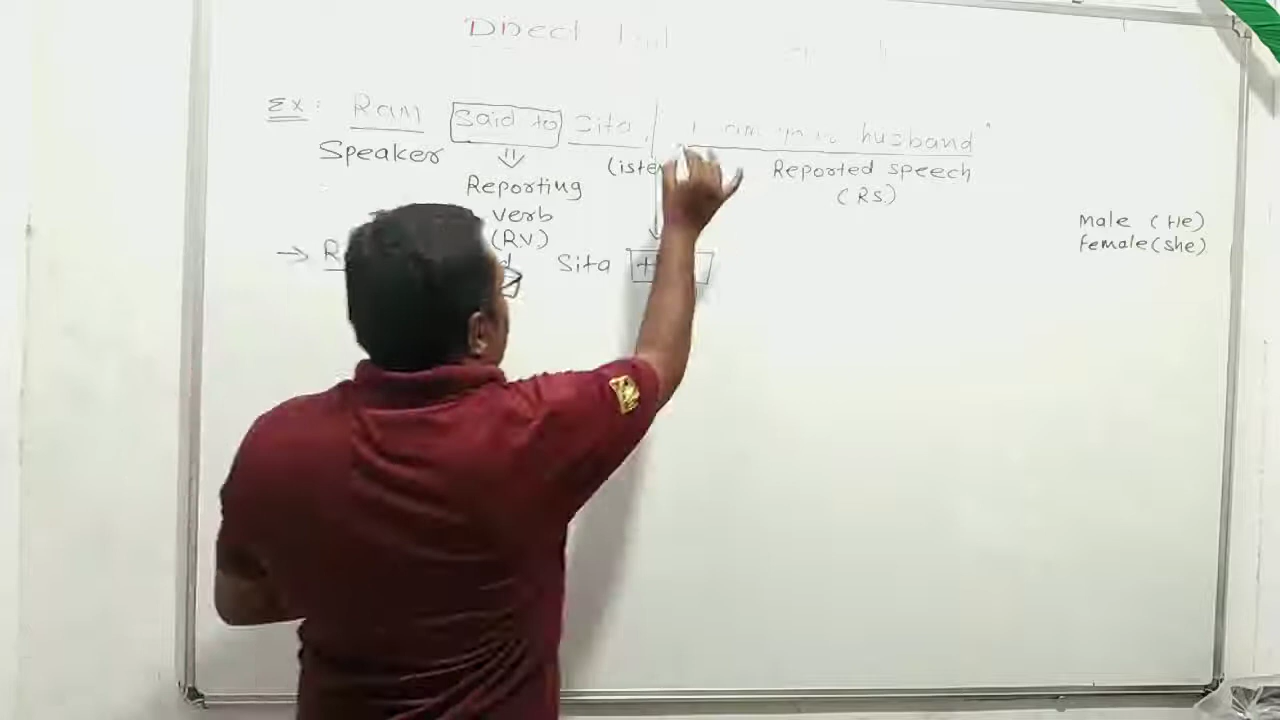 Direct
Ex: Ram said to Sita, "I am your husband"
Speaker
(iste
Reported speech
Reporting
(RS.)
verb
(RV)
Male (He)
Female(she)
→ R Sita